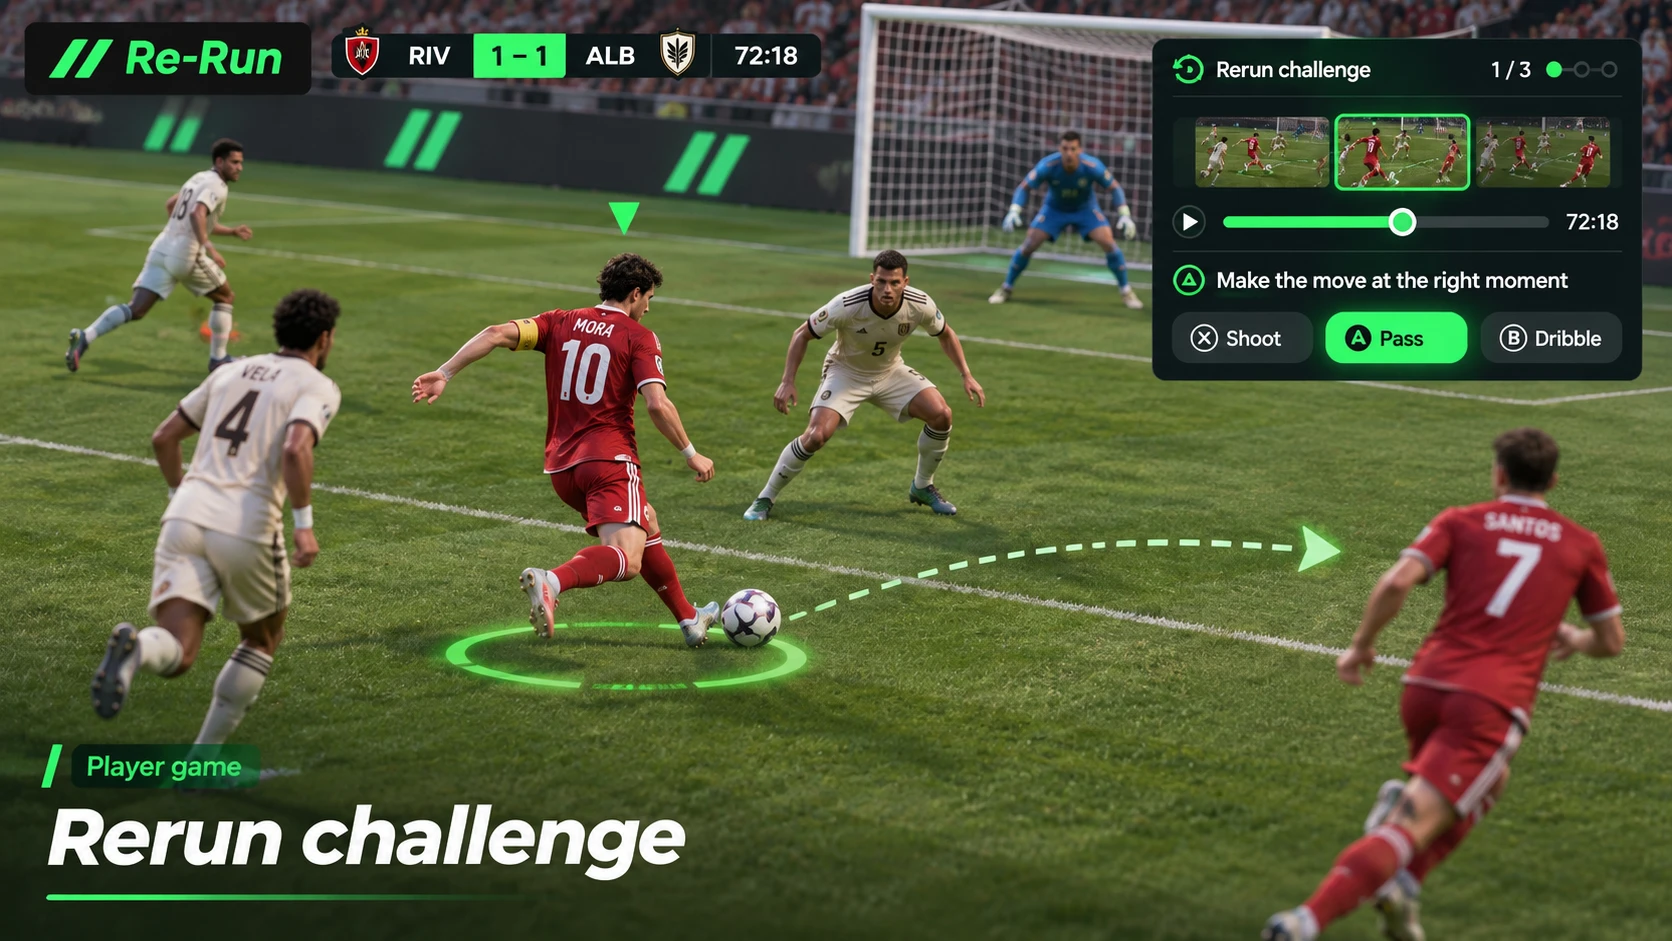 Re-Run
RIV 1 - 1 ALB 72:18
Rerun challenge 1 / 3
72:18
Make the move at the right moment
X Shoot A Pass B Dribble
MORA
10
5
VELA
4
SANTOS
7
Player game
Rerun challenge